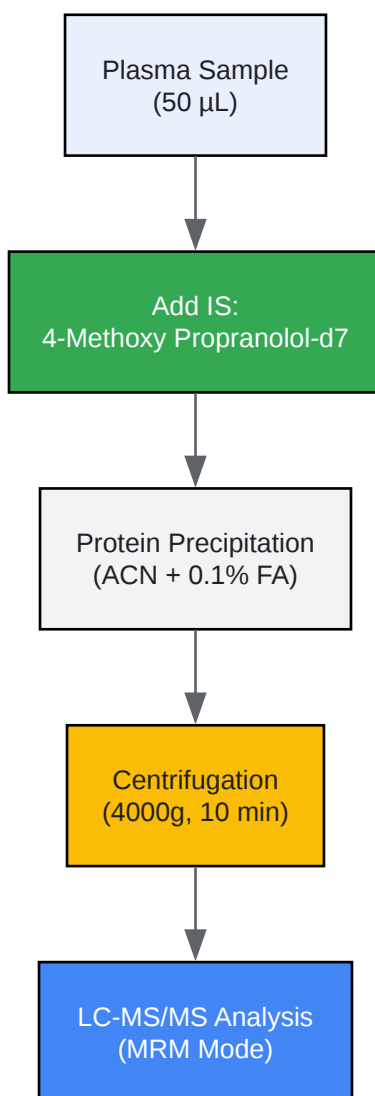 Plasma Sample
(50 µL)
Add IS:
4-Methoxy Propranolol-d7
Protein Precipitation
(ACN + 0.1% FA)
Centrifugation
(4000g, 10 min)
LC-MS/MS Analysis
(MRM Mode)